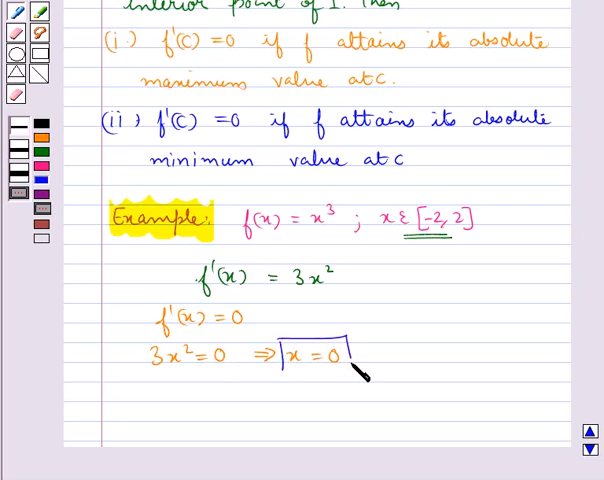 interior point of I. Then
(i.) f'(c) = 0 if f attains its absolute
maximum value at c.
(ii) f'(c) = 0 if f attains its absolute
minimum value at c
Example: f(x) = x³ ; x ε [-2, 2]
f'(x) = 3x²
f'(x) = 0
3x² = 0 ⇒ x = 0